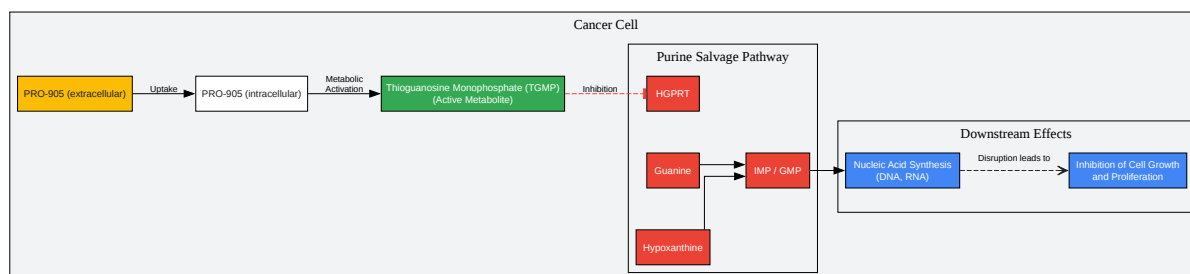 Cancer Cell
Purine Salvage Pathway
PRO-905 (extracellular)
Uptake
PRO-905 (intracellular)
Metabolic
Activation
Thioguanosine Monophosphate (TGMP)
(Active Metabolite)
Inhibition
HGPRT
Guanine
IMP / GMP
Hypoxanthine
Downstream Effects
Nucleic Acid Synthesis
(DNA, RNA)
Disruption leads to
Inhibition of Cell Growth
and Proliferation